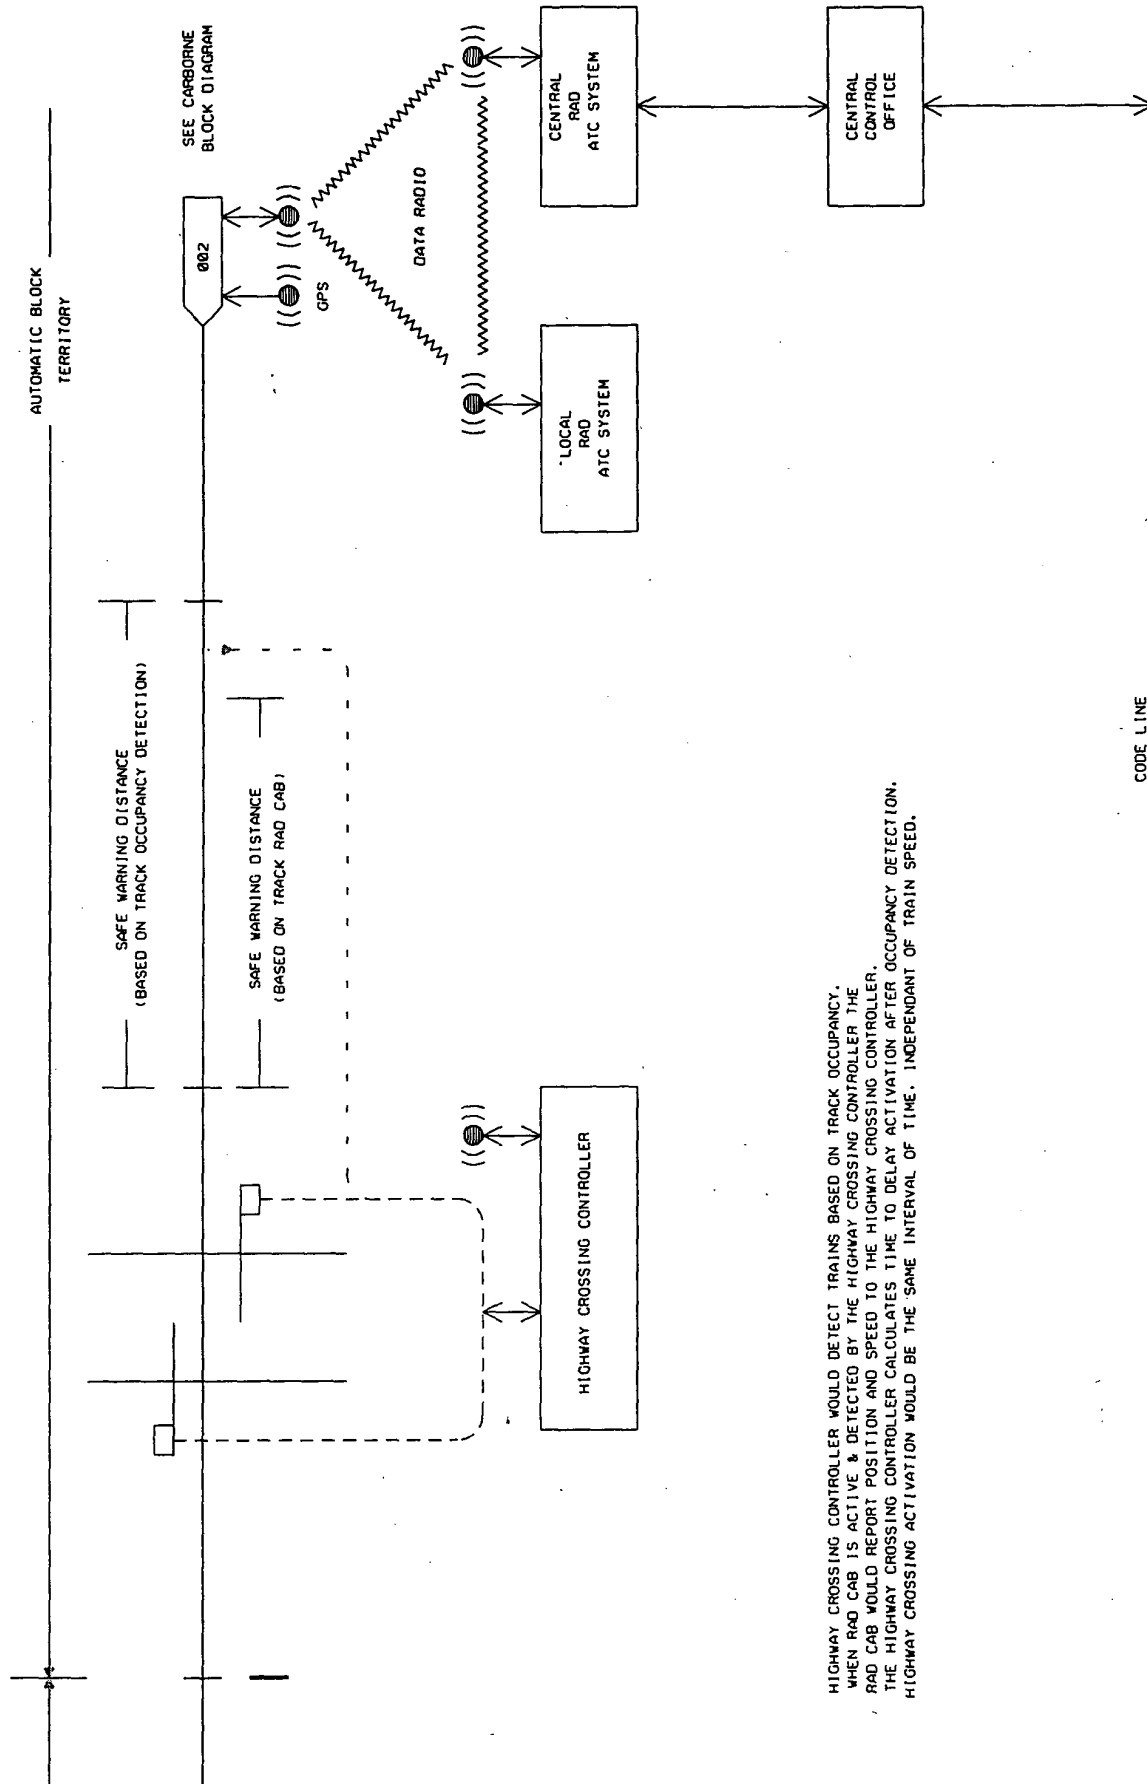 AUTOMATIC BLOCK
TERRITORY
SEE CARBORNE
BLOCK DIAGRAM
002
GPS
SAFE WARNING DISTANCE
(BASED ON TRACK OCCUPANCY DETECTION)
SAFE WARNING DISTANCE
(BASED ON TRACK RAD CAB)
DATA RADIO
HIGHWAY CROSSING CONTROLLER
LOCAL
RAD
ATC SYSTEM
CENTRAL
RAD
ATC SYSTEM
CENTRAL
CONTROL
OFFICE
HIGHWAY CROSSING CONTROLLER WOULD DETECT TRAINS BASED ON TRACK OCCUPANCY.
WHEN RAD CAB IS ACTIVE & DETECTED BY THE HIGHWAY CROSSING CONTROLLER THE
RAD CAB WOULD REPORT POSITION AND SPEED TO THE HIGHWAY CROSSING CONTROLLER.
THE HIGHWAY CROSSING CONTROLLER CALCULATES TIME TO DELAY ACTIVATION AFTER OCCUPANCY DETECTION.
HIGHWAY CROSSING ACTIVATION WOULD BE THE SAME INTERVAL OF TIME. INDEPENDANT OF TRAIN SPEED.
CODE LINE